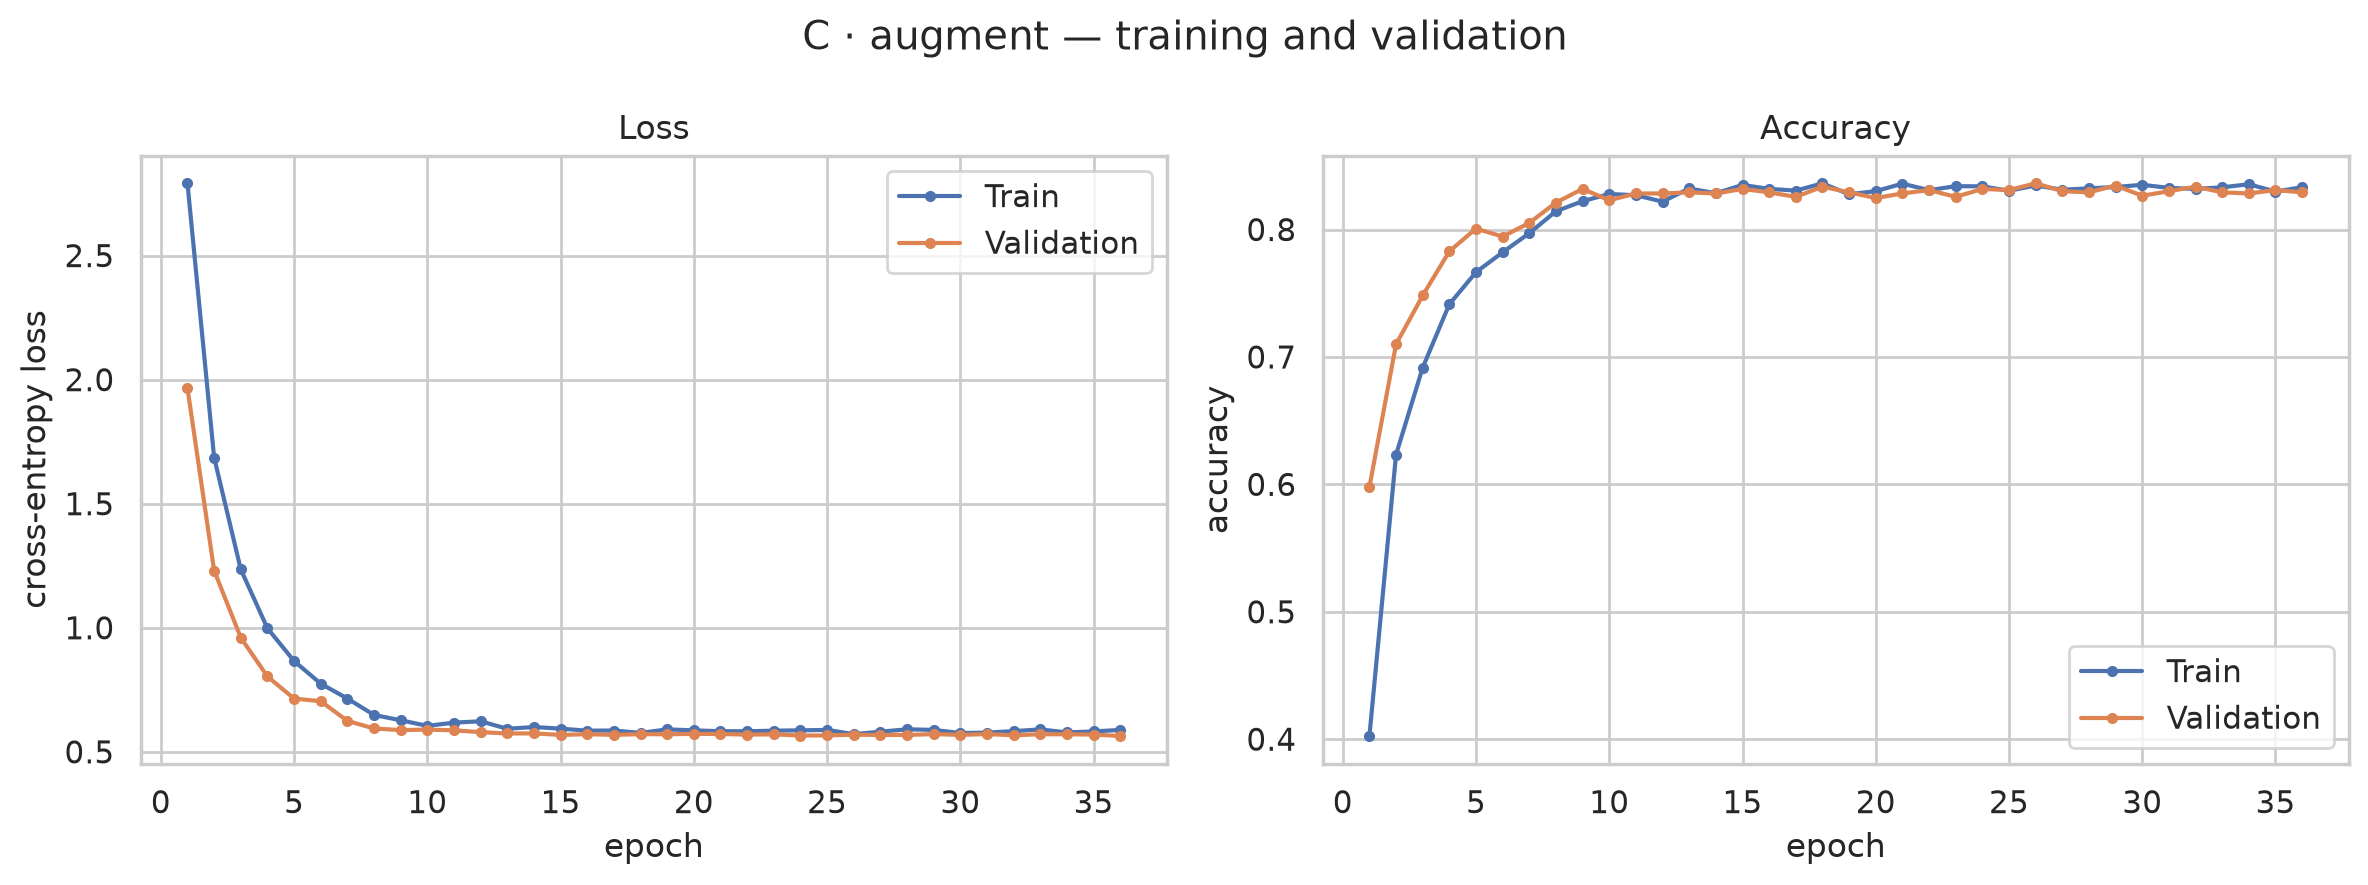 C · augment — training and validation
Loss
Train
Validation
2.5
2.0
1.5
1.0
0.5
cross-entropy loss
0 5 10 15 20 25 30 35
epoch
Accuracy
0.8
0.7
0.6
0.5
0.4
accuracy
Train
Validation
0 5 10 15 20 25 30 35
epoch